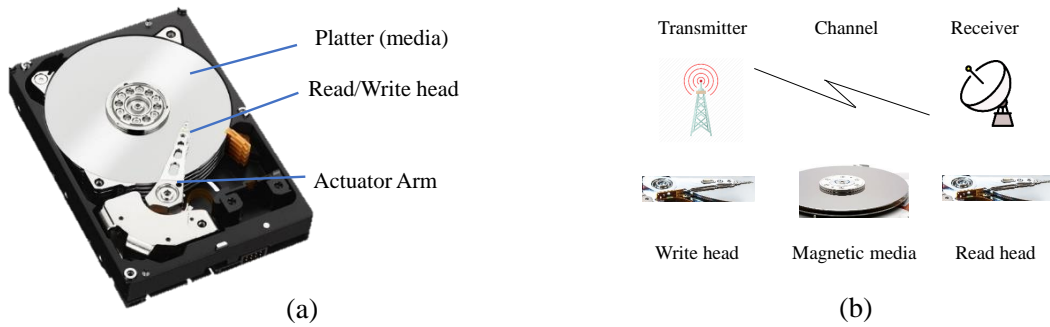 Platter (media)
Read/Write head
Actuator Arm
(a)
Transmitter Channel Receiver
Write head Magnetic media Read head
(b)